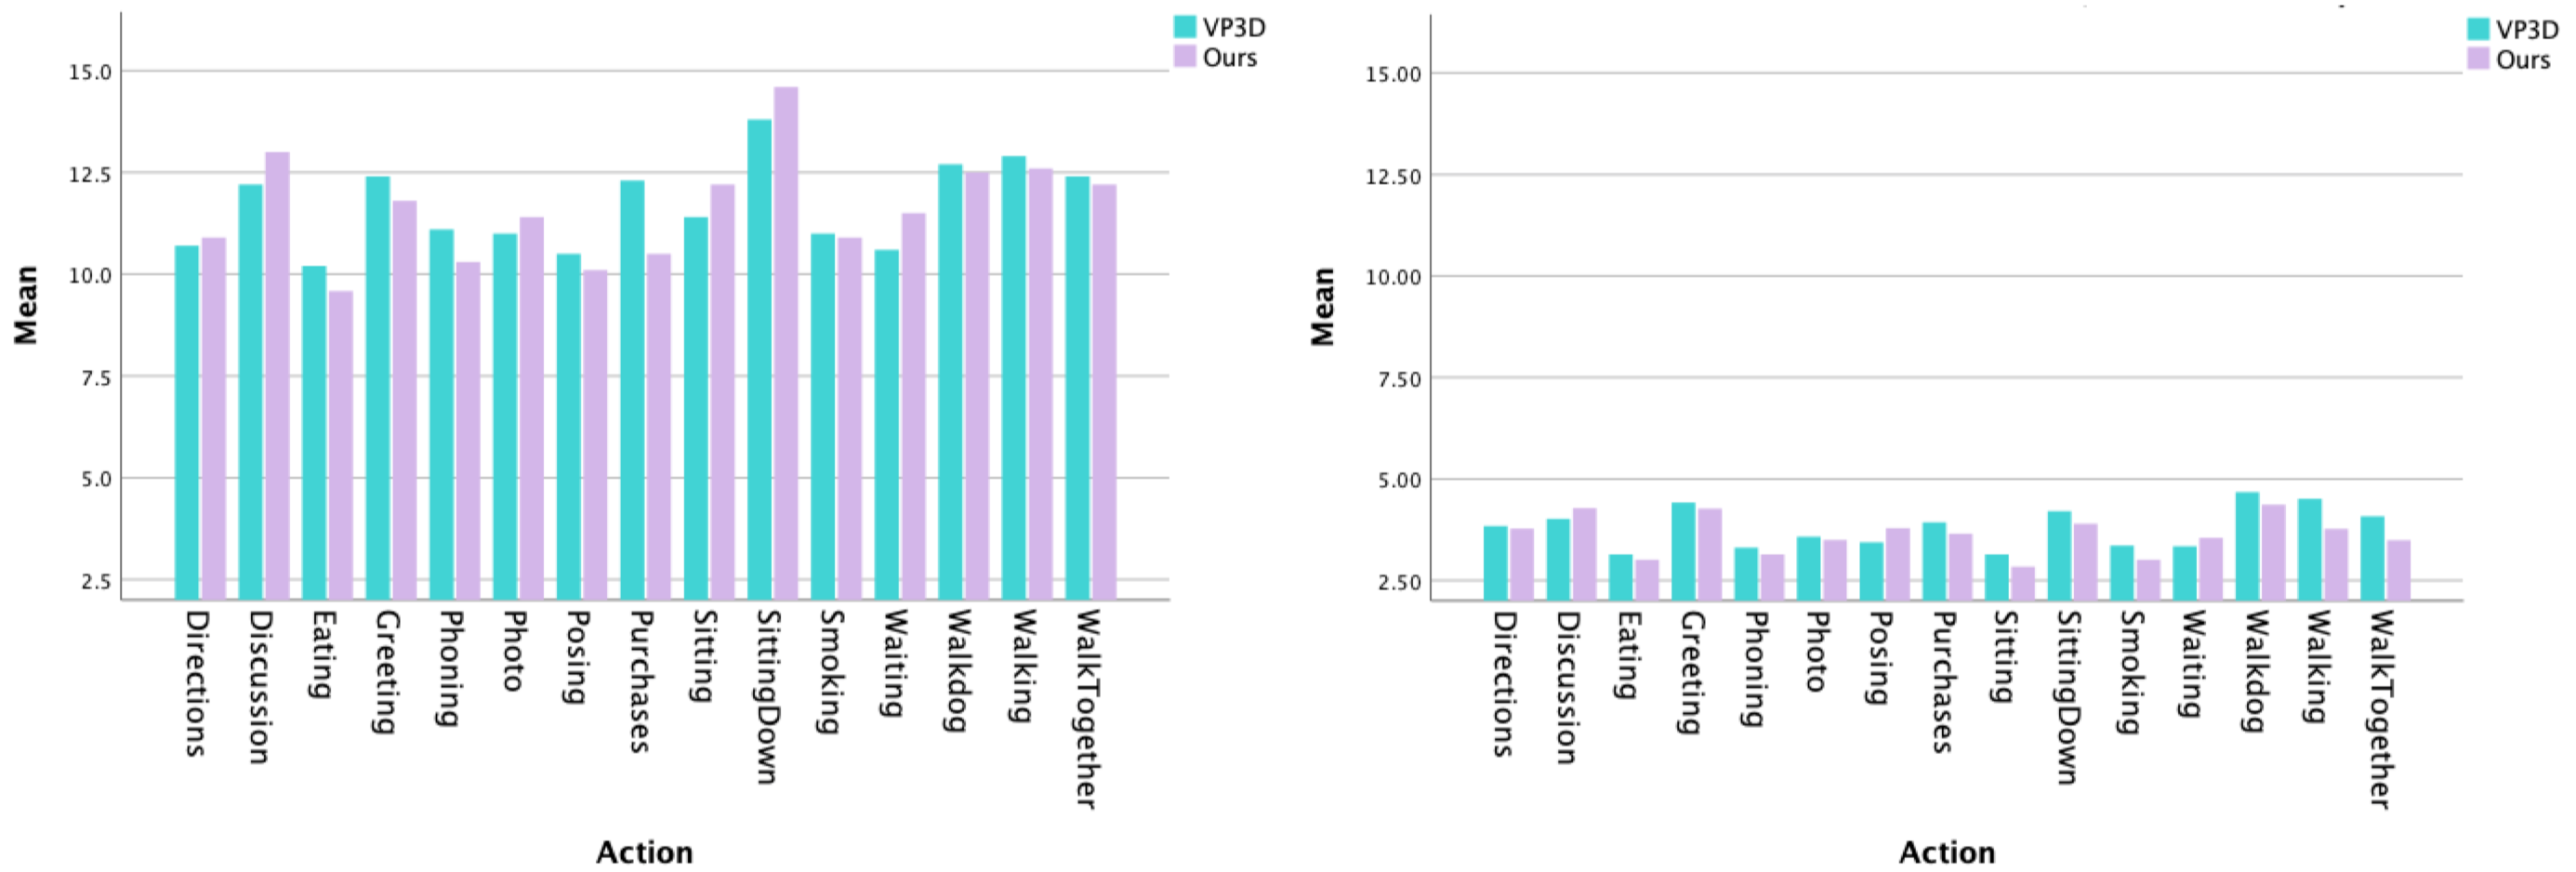 VP3D
Ours
15.0
12.5
10.0
7.5
5.0
2.5
Mean
Directions
Discussion
Eating
Greeting
Phoning
Photo
Posing
Purchases
Sitting
SittingDown
Smoking
Waiting
Walkdog
Walking
WalkTogether
Action
VP3D
Ours
15.00
12.50
10.00
7.50
5.00
2.50
Mean
Directions
Discussion
Eating
Greeting
Phoning
Photo
Posing
Purchases
Sitting
SittingDown
Smoking
Waiting
Walkdog
Walking
WalkTogether
Action